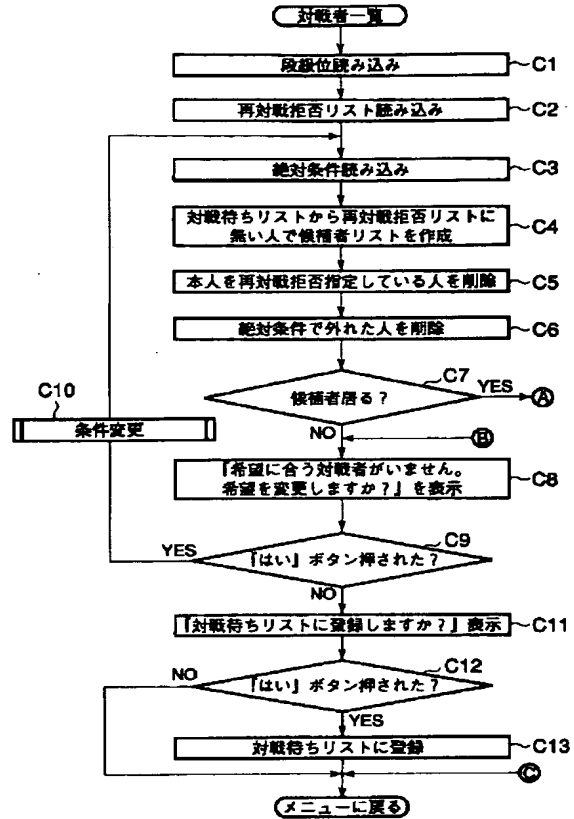 対戦者一覧
段級位読み込み
C1
再対戦拒否リスト読み込み
C2
絶対条件読み込み
C3
対戦待ちリストから再対戦拒否リストに
無い人で候補者リストを作成
C4
本人を再対戦拒否指定している人を削除
C5
絶対条件で外れた人を削除
C6
C7
候補者居る?
YES
A
C10
条件変更
NO
B
『希望に合う対戦者がいません。
希望を変更しますか?』を表示
C8
C9
YES
『はい』ボタン押された?
NO
『対戦待ちリストに登録しますか?』表示
C11
C12
NO
『はい』ボタン押された?
YES
対戦待ちリストに登録
C13
C
メニューに戻る